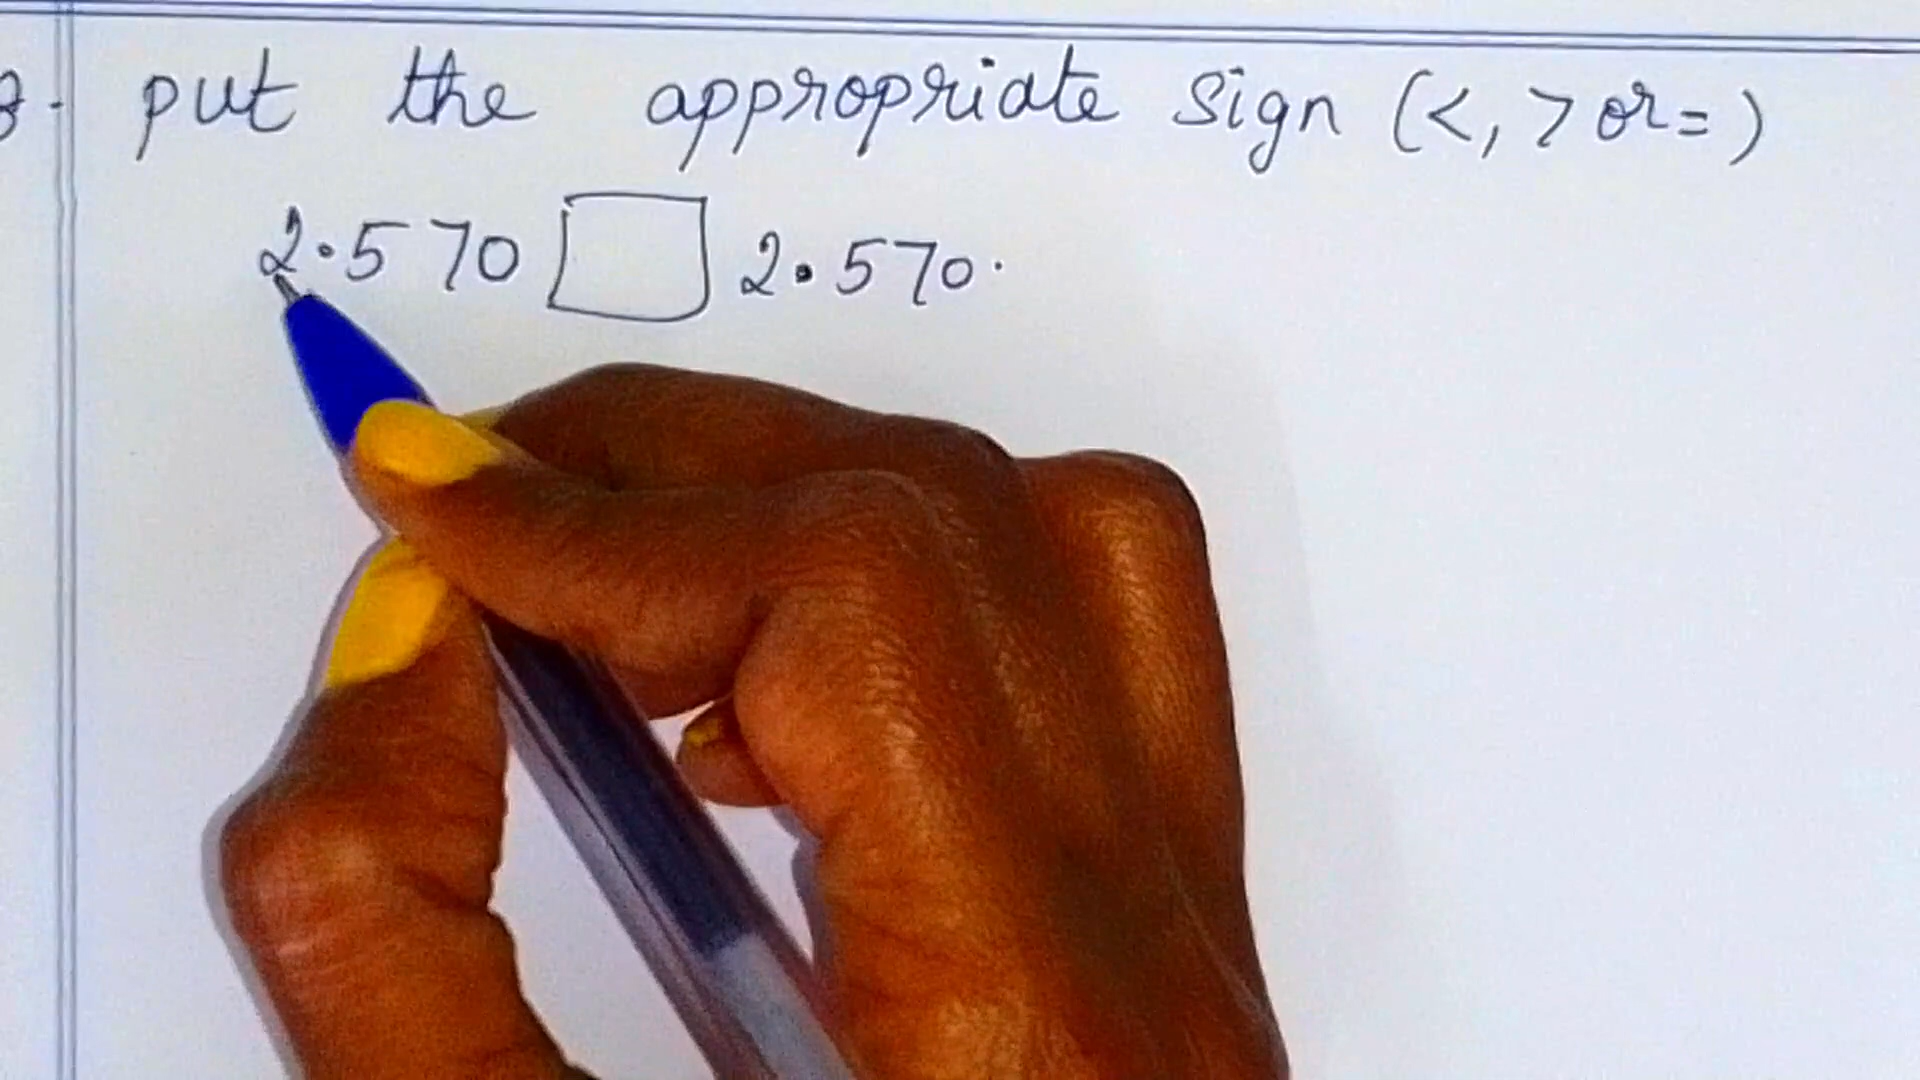 put the appropriate sign (<, > or = )
2.570 2.570.